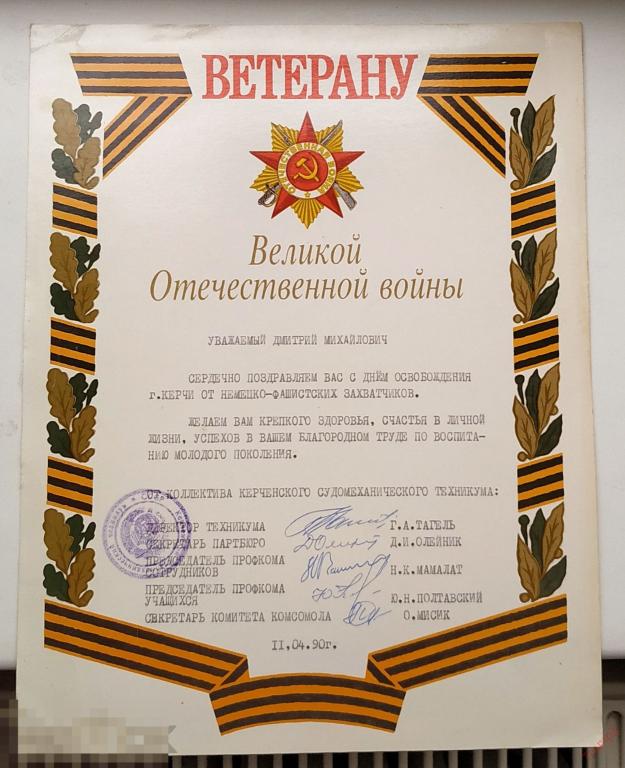 ВЕТЕРАНУ
ОТЕЧЕСТВЕННАЯ ВОЙНА
Великой
Отечественной войны
УВАЖАЕМЫЙ ДМИТРИЙ МИХАЙЛОВИЧ
СЕРДЕЧНО ПОЗДРАВЛЯЕМ ВАС С ДНЁМ ОСВОБОЖДЕНИЯ
г.КЕРЧИ ОТ НЕМЕЦКО-ФАШИСТСКИХ ЗАХВАТЧИКОВ.
ЖЕЛАЕМ ВАМ КРЕПКОГО ЗДОРОВЬЯ, СЧАСТЬЯ В ЛИЧНОЙ
ЖИЗНИ, УСПЕХОВ В ВАШЕМ БЛАГОРОДНОМ ТРУДЕ ПО ВОСПИТА-
НИЮ МОЛОДОГО ПОКОЛЕНИЯ.
ОТ КОЛЛЕКТИВА КЕРЧЕНСКОГО СУДОМЕХАНИЧЕСКОГО ТЕХНИКУМА:
ДИРЕКТОР ТЕХНИКУМА Г.А.ТАГЕЛЬ
СЕКРЕТАРЬ ПАРТБЮРО Д.И.ОЛЕЙНИК
ПРЕДСЕДАТЕЛЬ ПРОФКОМА
СОТРУДНИКОВ Н.К.МАМАЛАТ
ПРЕДСЕДАТЕЛЬ ПРОФКОМА
УЧАЩИХСЯ Ю.Н.ПОЛТАВСКИЙ
СЕКРЕТАРЬ КОМИТЕТА КОМСОМОЛА О.МИСИК
II.04.90г.